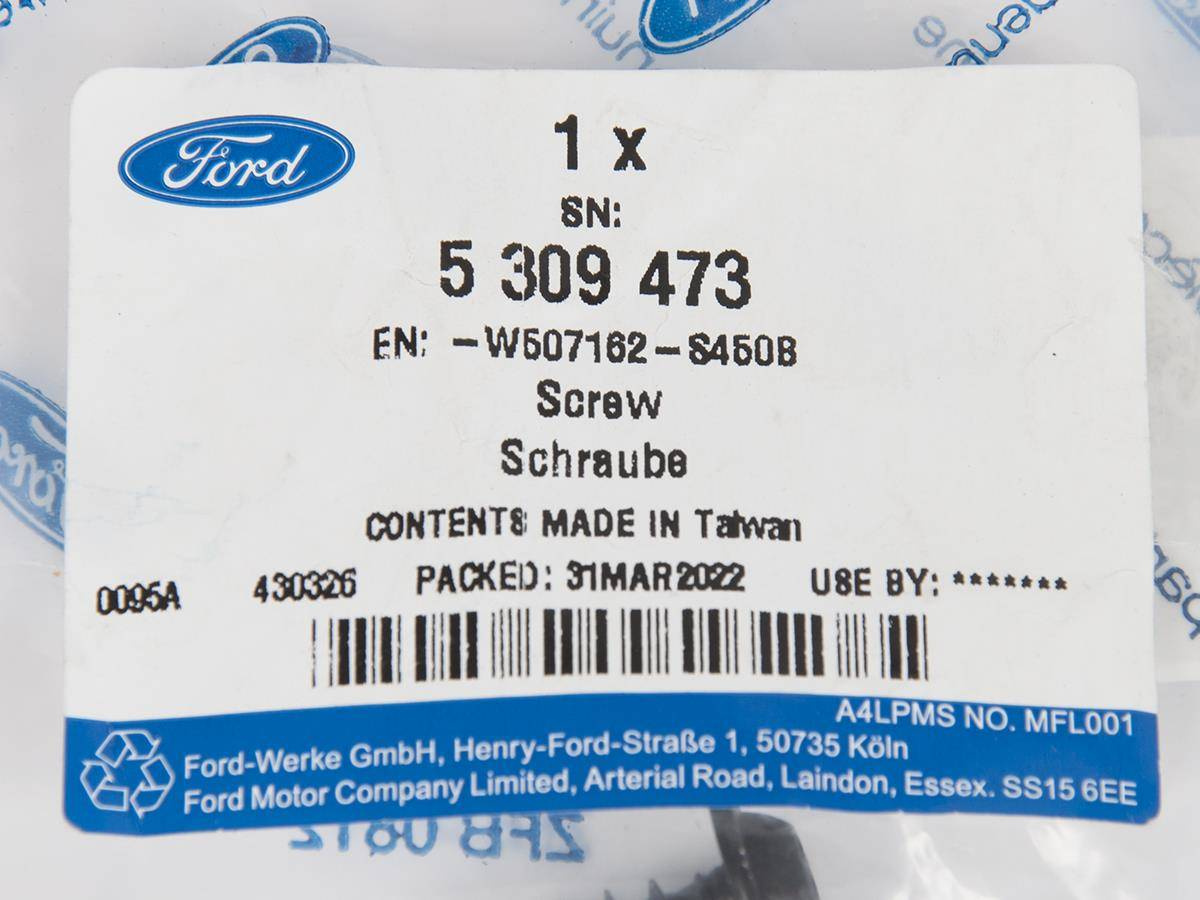 Ford
1 x
SN:
5 309 473
EN: -W507162-S450B
Screw
Schraube
CONTENTS MADE IN Taiwan
0095A 430326 PACKED: 31MAR2022 USE BY: *******
A4LPMS NO. MFL001
Ford-Werke GmbH, Henry-Ford-Straße 1, 50735 Köln
Ford Motor Company Limited, Arterial Road, Laindon, Essex. SS15 6EE
ZFB 0612